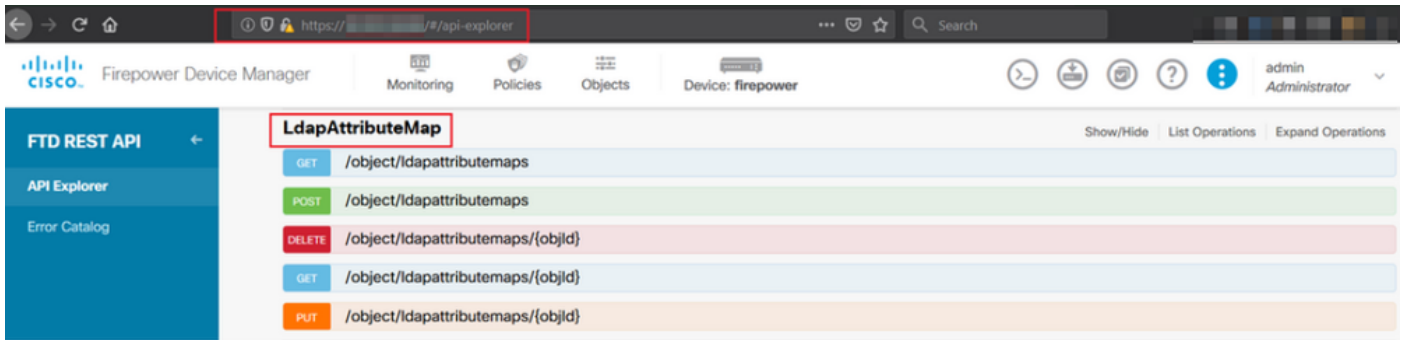 https:// /#/api-explorer
Search
CISCO
Firepower Device Manager
Monitoring
Policies
Objects
Device: firepower
admin
Administrator
FTD REST API
API Explorer
Error Catalog
LdapAttributeMap
Show/Hide
List Operations
Expand Operations
GET /object/ldapattributemaps
POST /object/ldapattributemaps
DELETE /object/ldapattributemaps/{objId}
GET /object/ldapattributemaps/{objId}
PUT /object/ldapattributemaps/{objId}